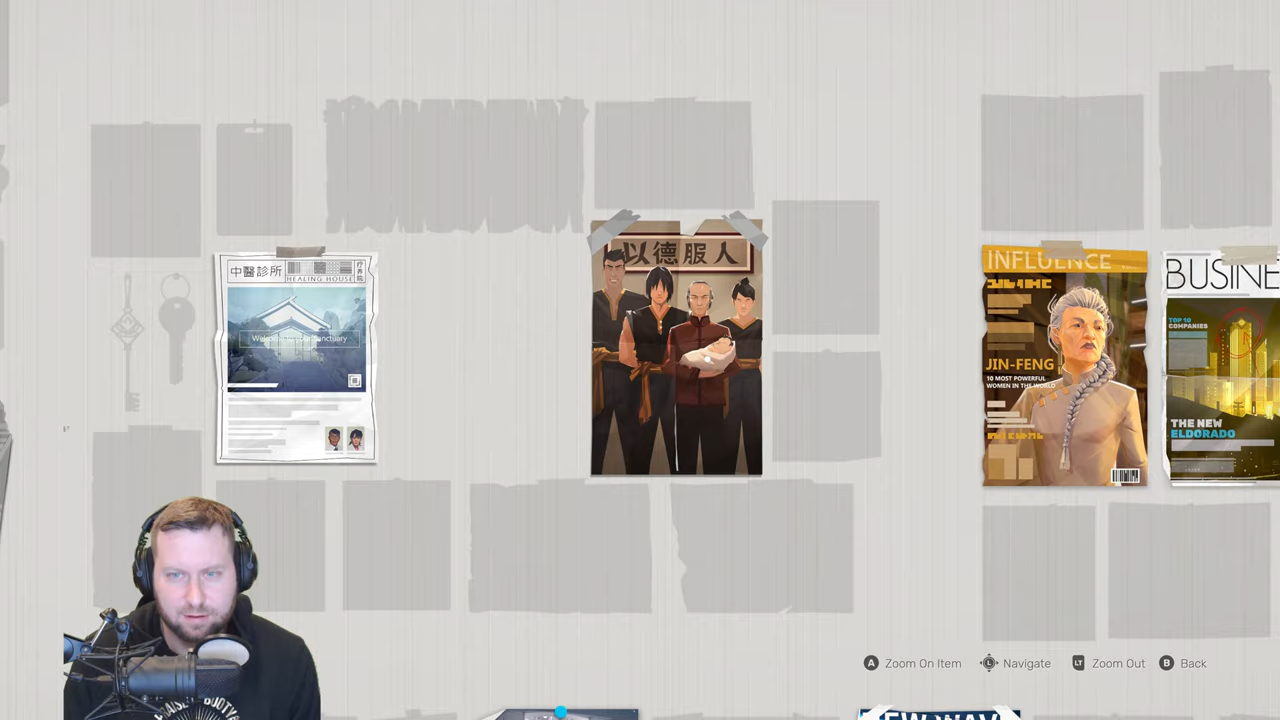 以德服人
中醫診所
HEALING HOUSE
INFLUENCE
JIN-FENG
10 MOST POWERFUL
WOMEN IN THE WORLD
BUSINE
TOP 10
COMPANIES
THE NEW
ELDORADO
A Zoom On Item
L Navigate
LT Zoom Out
B Back